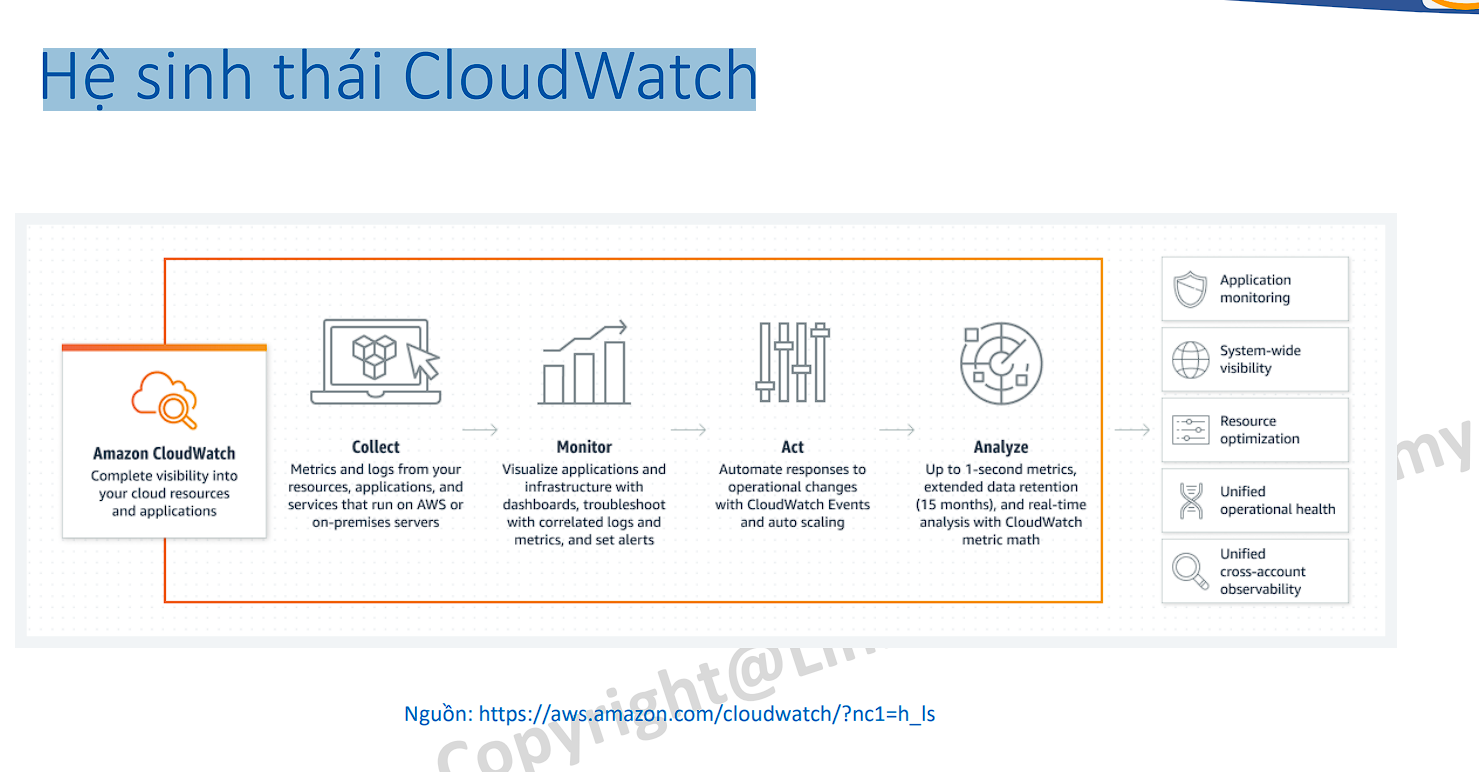 Hệ sinh thái CloudWatch
Amazon CloudWatch
Complete visibility into
your cloud resources
and applications
Collect
Metrics and logs from your
resources, applications, and
services that run on AWS or
on-premises servers
Monitor
Visualize applications and
infrastructure with
dashboards, troubleshoot
with correlated logs and
metrics, and set alerts
Act
Automate responses to
operational changes
with CloudWatch Events
and auto scaling
Analyze
Up to 1-second metrics,
extended data retention
(15 months), and real-time
analysis with CloudWatch
metric math
Application
monitoring
System-wide
visibility
Resource
optimization
Unified
operational health
Unified
cross-account
observability
Nguồn: https://aws.amazon.com/cloudwatch/?nc1=h_ls